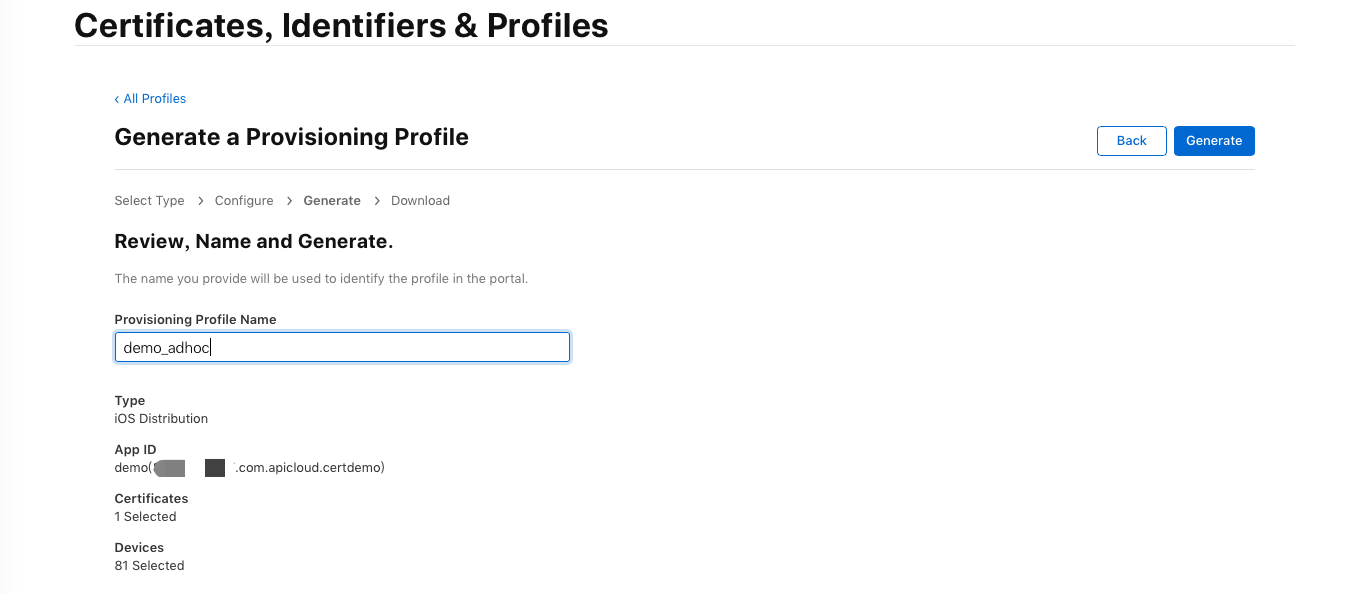 Certificates, Identifiers & Profiles
‹ All Profiles
Generate a Provisioning Profile
Back
Generate
Select Type > Configure > Generate > Download
Review, Name and Generate.
The name you provide will be used to identify the profile in the portal.
Provisioning Profile Name
demo_adhoc
Type
iOS Distribution
App ID
demo( .com.apicloud.certdemo)
Certificates
1 Selected
Devices
81 Selected